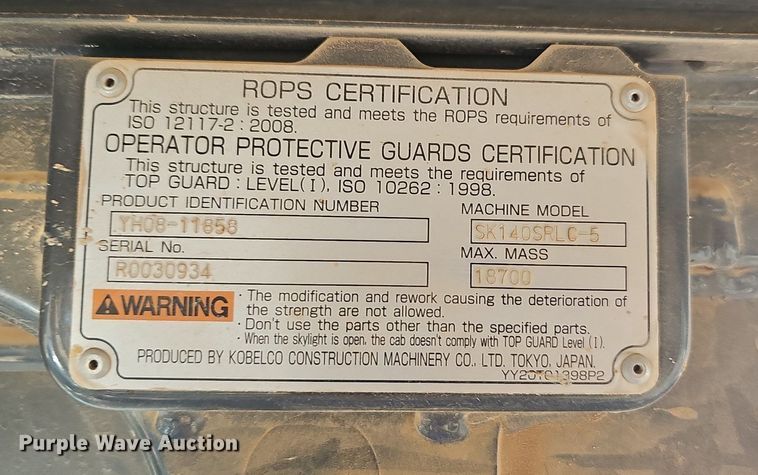 ROPS CERTIFICATION
This structure is tested and meets the ROPS requirements of
ISO 12117-2 : 2008.
OPERATOR PROTECTIVE GUARDS CERTIFICATION
This structure is tested and meets the requirements of
TOP GUARD : LEVEL(I), ISO 10262 : 1998.
PRODUCT IDENTIFICATION NUMBER
YH08-11858
MACHINE MODEL
SK140SRLC-5
SERIAL No.
R0030934
MAX. MASS
18700
WARNING
· The modification and rework causing the deterioration of
the strength are not allowed.
· Don't use the parts other than the specified parts.
· When the skylight is open, the cab doesn't comply with TOP GUARD Level (I).
PRODUCED BY KOBELCO CONSTRUCTION MACHINERY CO., LTD. TOKYO, JAPAN.
YY20T01398P2
Purple Wave Auction